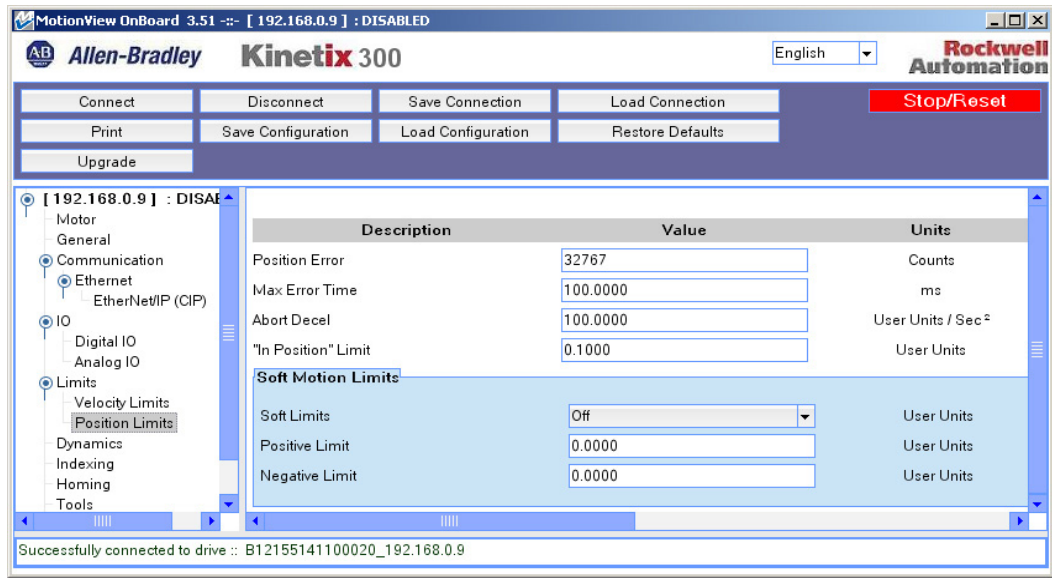 MotionView OnBoard 3.51 -::- [ 192.168.0.9 ] : DISABLED
AB Allen-Bradley Kinetix 300 English Rockwell Automation
Connect Disconnect Save Connection Load Connection Stop/Reset
Print Save Configuration Load Configuration Restore Defaults
Upgrade
[ 192.168.0.9 ] : DISAB
Motor
General
Communication
Ethernet
EtherNet/IP (CIP)
IO
Digital IO
Analog IO
Limits
Velocity Limits
Position Limits
Dynamics
Indexing
Homing
Tools
Description Value Units
Position Error 32767 Counts
Max Error Time 100.0000 ms
Abort Decel 100.0000 User Units / Sec ²
"In Position" Limit 0.1000 User Units
Soft Motion Limits
Soft Limits Off User Units
Positive Limit 0.0000 User Units
Negative Limit 0.0000 User Units
Successfully connected to drive :: B12155141100020_192.168.0.9